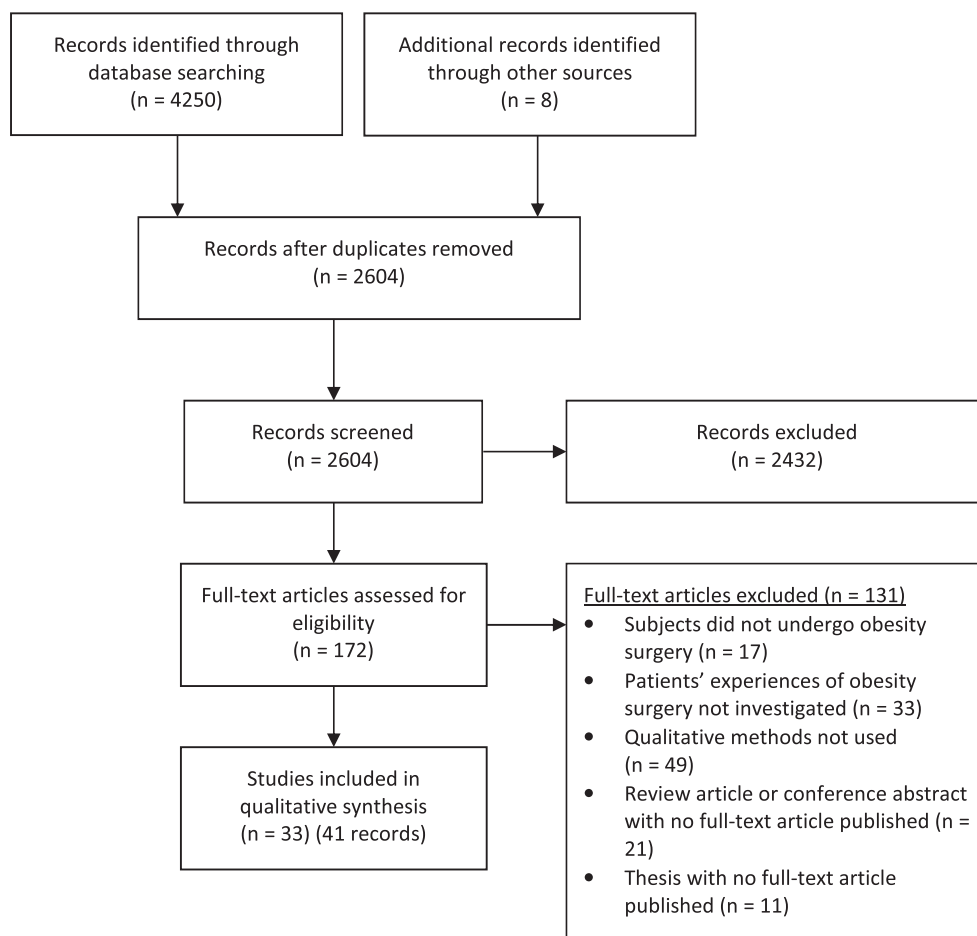 Records identified through
database searching
(n = 4250)
Additional records identified
through other sources
(n = 8)
Records after duplicates removed
(n = 2604)
Records screened
(n = 2604)
Records excluded
(n = 2432)
Full-text articles assessed for
eligibility
(n = 172)
Full-text articles excluded (n = 131)
• Subjects did not undergo obesity
surgery (n = 17)
• Patients’ experiences of obesity
surgery not investigated (n = 33)
• Qualitative methods not used
(n = 49)
• Review article or conference abstract
with no full-text article published (n =
21)
• Thesis with no full-text article
published (n = 11)
Studies included in
qualitative synthesis
(n = 33) (41 records)